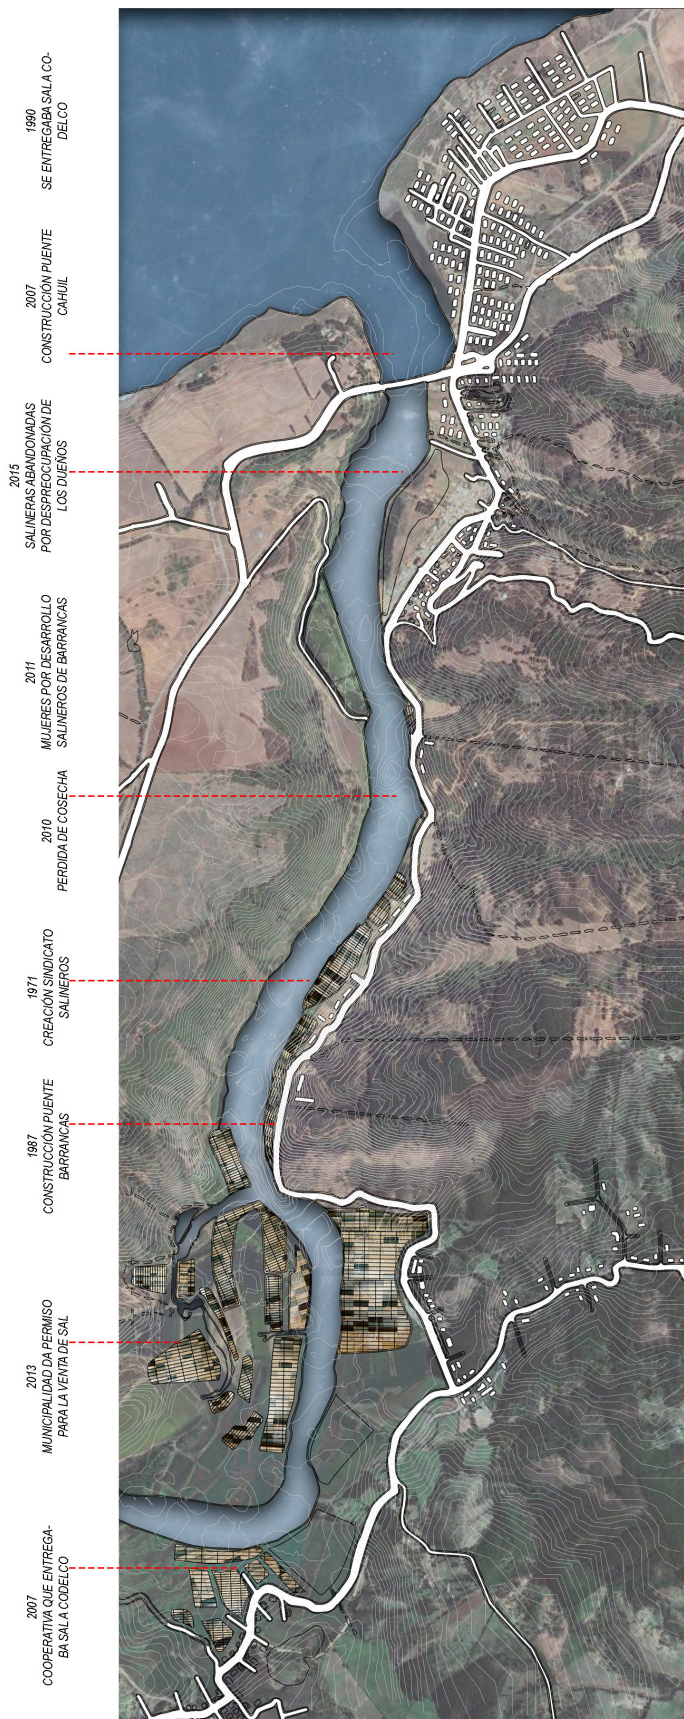 1990
SE ENTREGABA SAL A CO-
DELCO
2007
CONSTRUCCIÓN PUENTE
CAHUIL
2015
SALINERAS ABANDONADAS
POR DESPREOCUPACIÓN DE
LOS DUEÑOS
2011
MUJERES POR DESARROLLO
SALINEROS DE BARRANCAS
2010
PERDIDA DE COSECHA
1971
CREACIÓN SINDICATO
SALINEROS
1987
CONSTRUCCIÓN PUENTE
BARRANCAS
2013
MUNICIPALIDAD DA PERMISO
PARA LA VENTA DE SAL
2007
COOPERATIVA QUE ENTREGA-
BA SAL A CODELCO